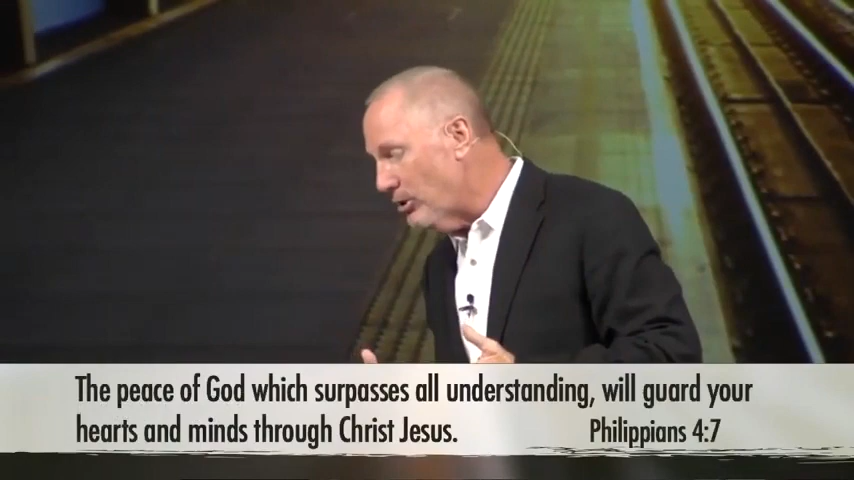 The peace of God which surpasses all understanding, will guard your
hearts and minds through Christ Jesus. Philippians 4:7